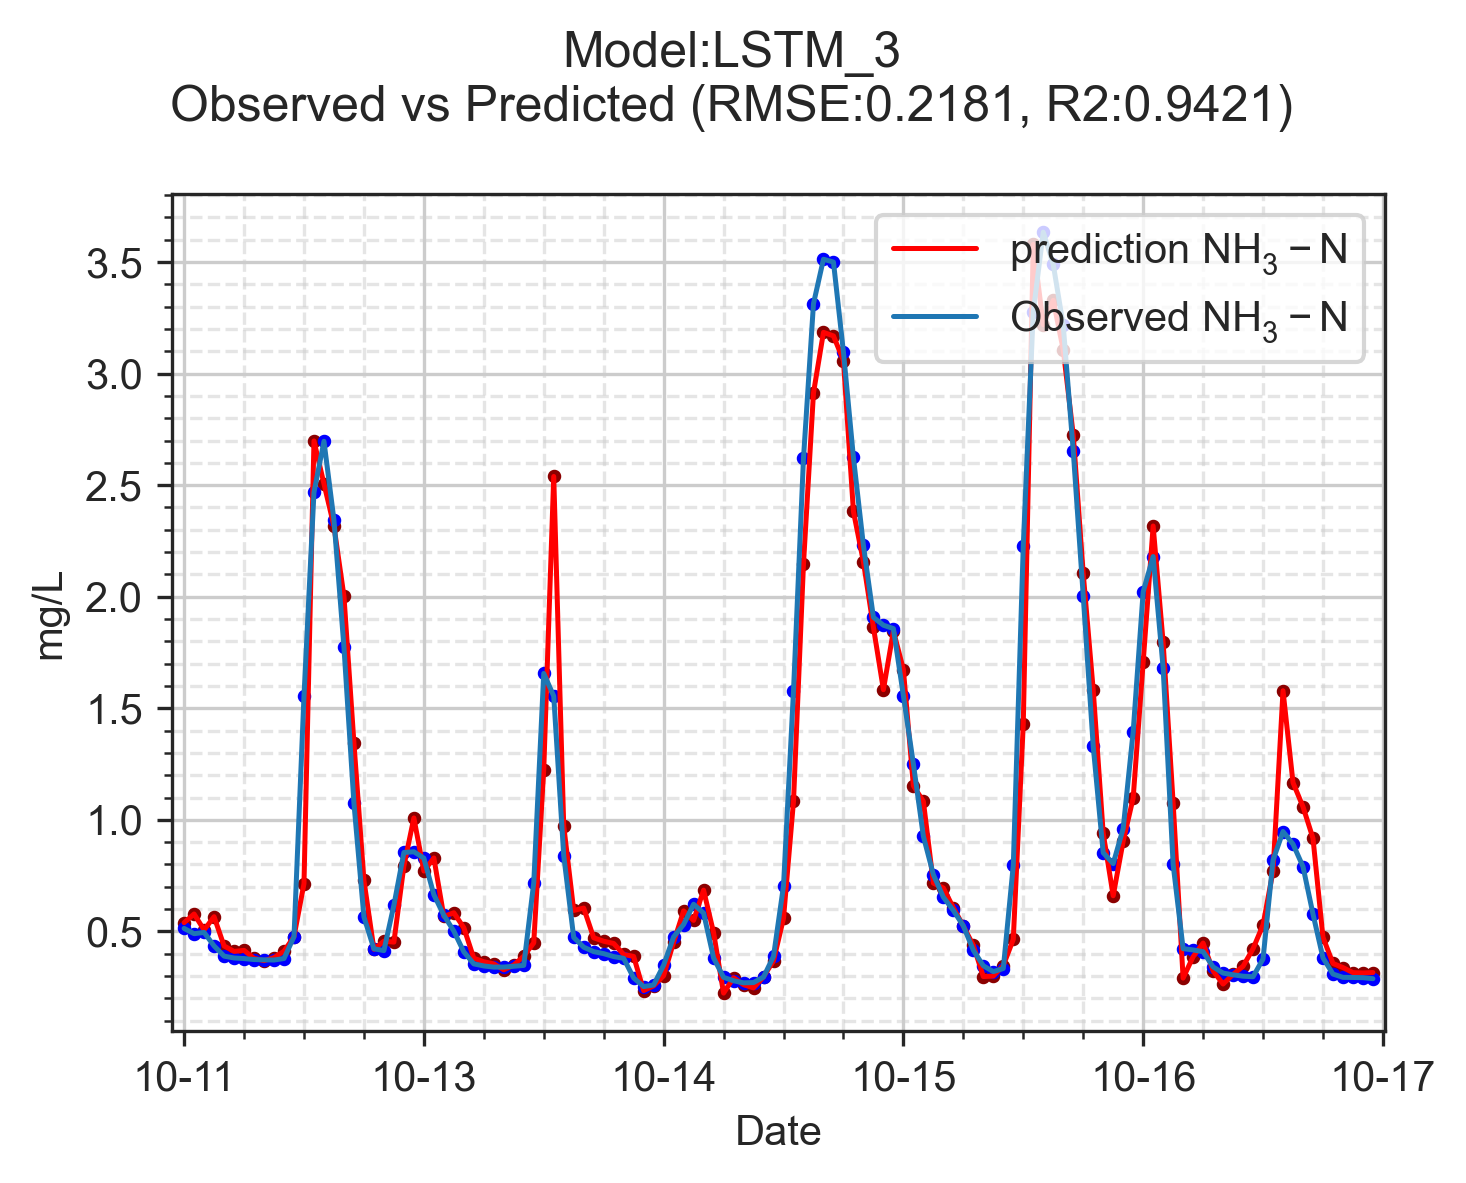 Model:LSTM_3
Observed vs Predicted (RMSE:0.2181, R2:0.9421)
prediction NH₃ − N
Observed NH₃ − N
3.5
3.0
2.5
2.0
1.5
1.0
0.5
mg/L
10-11 10-13 10-14 10-15 10-16 10-17
Date